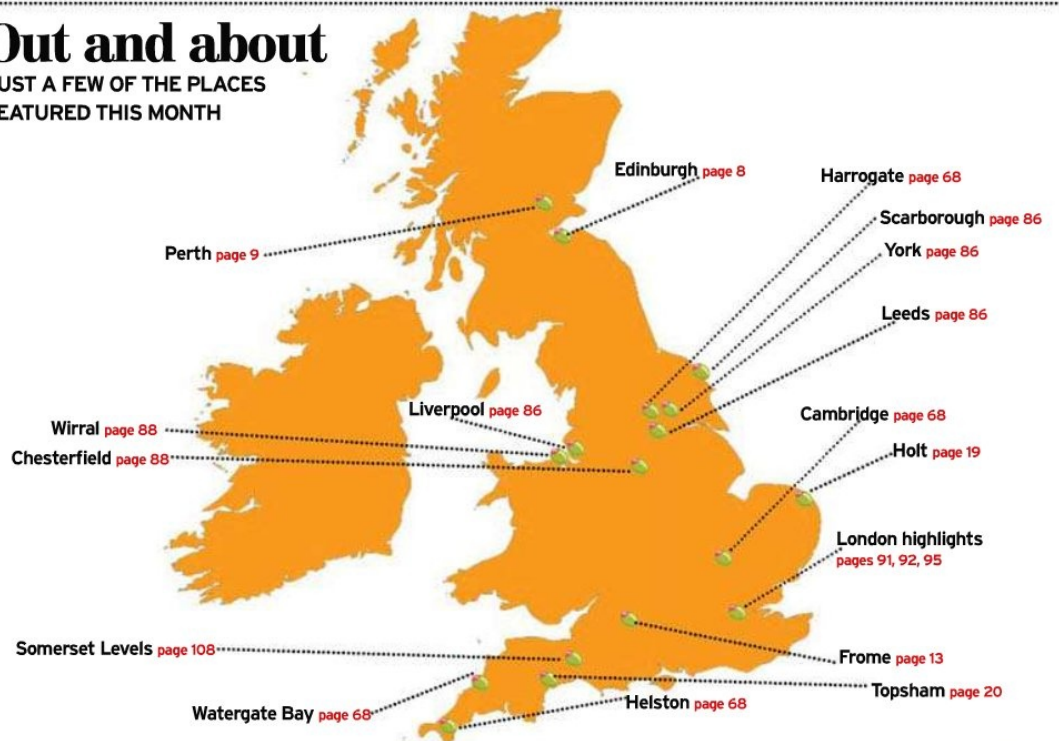 Out and about
UST A FEW OF THE PLACES
EATURED THIS MONTH
Edinburgh page 8
Harrogate page 68
Scarborough page 86
York page 86
Perth page 9
Leeds page 86
Liverpool page 86
Cambridge page 68
Wirral page 88
Holt page 19
Chesterfield page 88
London highlights
pages 91, 92, 95
Somerset Levels page 108
Frome page 13
Topsham page 20
Helston page 68
Watergate Bay page 68